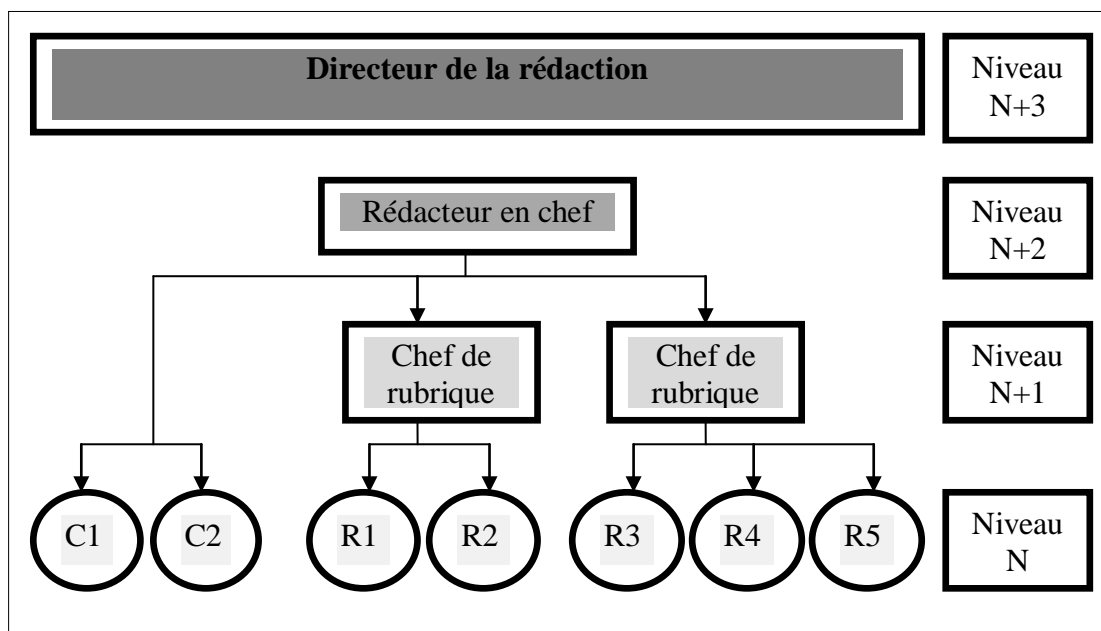 Directeur de la rédaction
Niveau
N+3
Rédacteur en chef
Niveau
N+2
Chef de
rubrique
Chef de
rubrique
Niveau
N+1
C1
C2
R1
R2
R3
R4
R5
Niveau
N